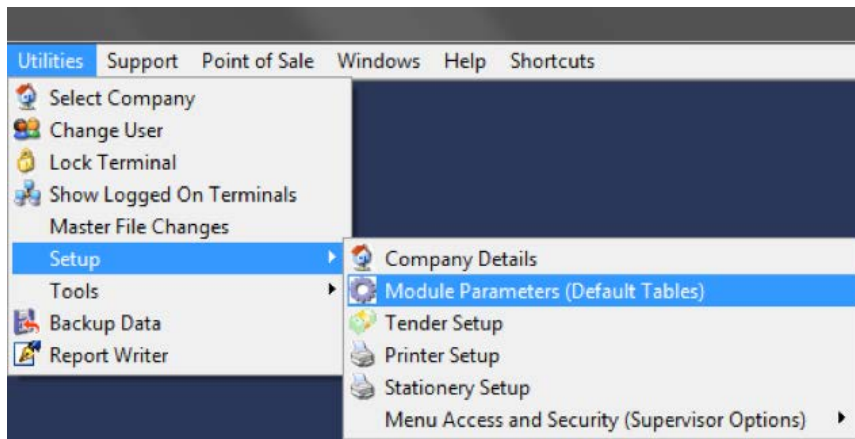 Utilities Support Point of Sale Windows Help Shortcuts
Select Company
Change User
Lock Terminal
Show Logged On Terminals
Master File Changes
Setup
Tools
Backup Data
Report Writer
Company Details
Module Parameters (Default Tables)
Tender Setup
Printer Setup
Stationery Setup
Menu Access and Security (Supervisor Options)